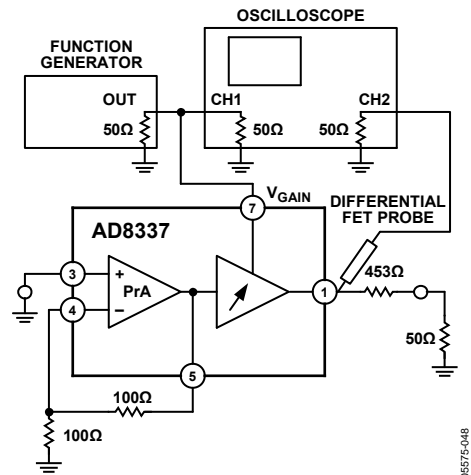 OSCILLOSCOPE
FUNCTION
GENERATOR
OUT
CH1
CH2
50Ω
50Ω
50Ω
VGAIN
DIFFERENTIAL
FET PROBE
7
AD8337
453Ω
3
+
PrA
4
–
1
50Ω
5
100Ω
100Ω
05575-048